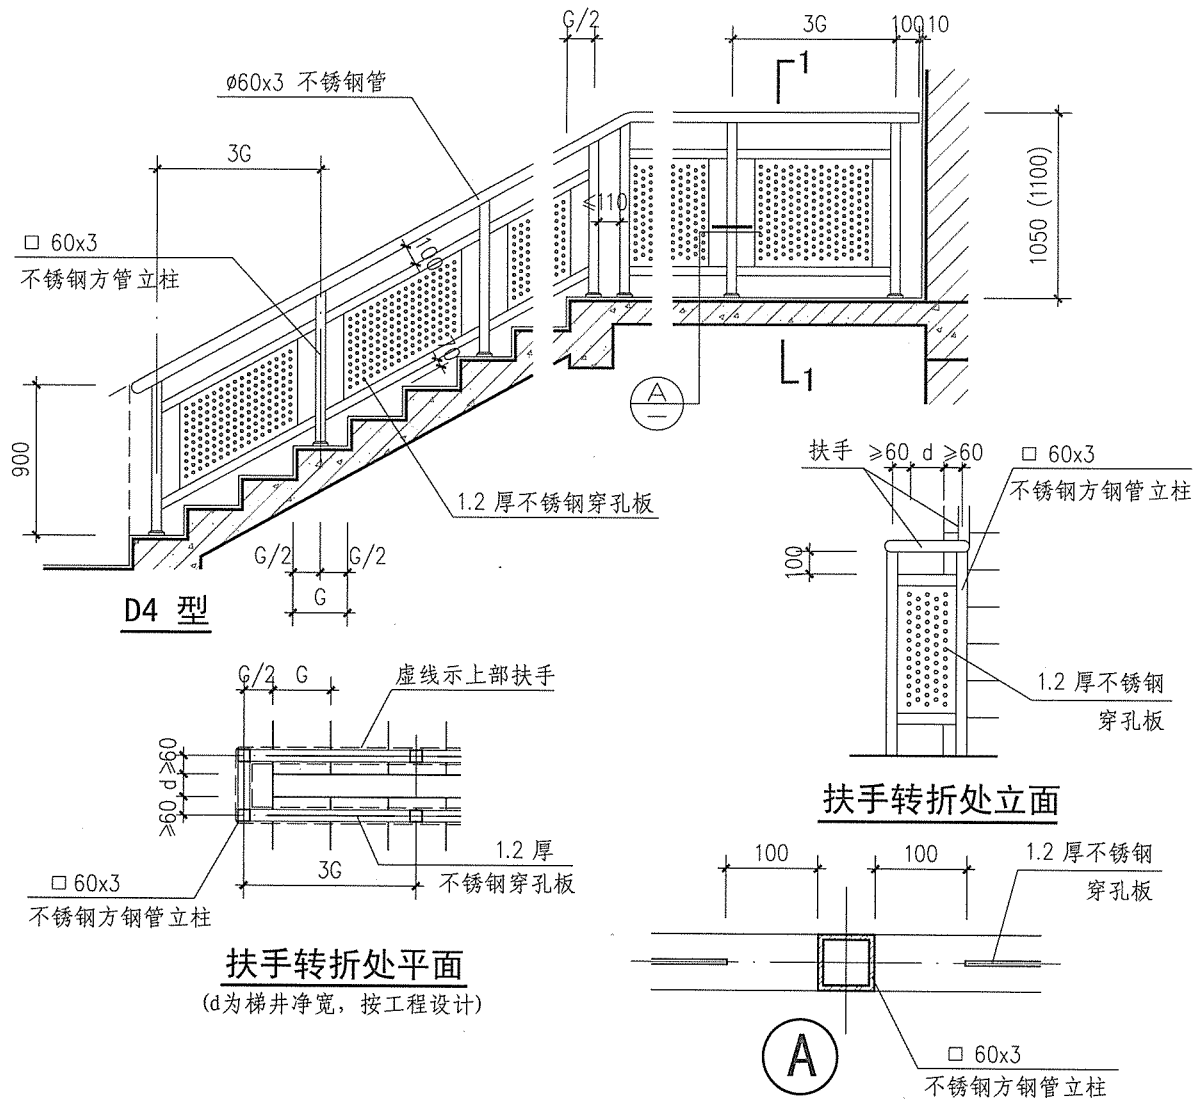 G/2
3G
100
10
1
ø60x3 不锈钢管
3G
□ 60x3
不锈钢方管立柱
100
≤110
1050 (1100)
70
A
1
900
1.2 厚不锈钢穿孔板
G/2
G/2
G
D4 型
扶手
≥60
d
≥60
□ 60x3
不锈钢方钢管立柱
100
1.2 厚不锈钢
穿孔板
扶手转折处立面
G/2
G
虚线示上部扶手
≥60
d
≥60
3G
1.2 厚
不锈钢穿孔板
□ 60x3
不锈钢方钢管立柱
扶手转折处平面
(d为梯井净宽，按工程设计)
100
100
1.2 厚不锈钢
穿孔板
A
□ 60x3
不锈钢方钢管立柱